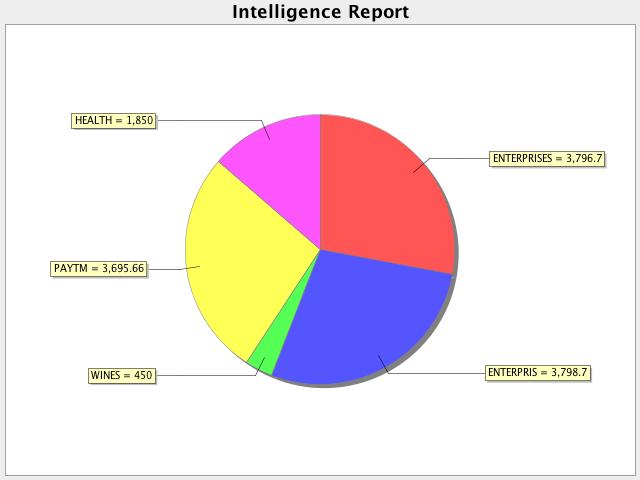 Intelligence Report
HEALTH = 1,850
ENTERPRISES = 3,796.7
PAYTM = 3,695.66
WINES = 450
ENTERPRIS = 3,798.7